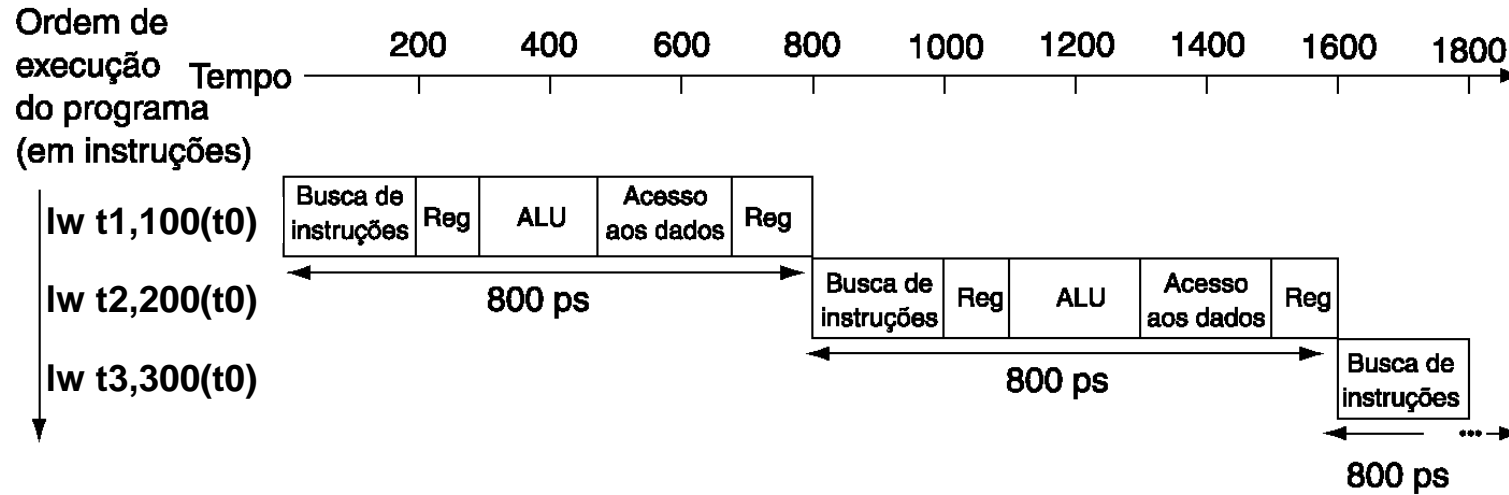 Ordem de
execução
do programa
(em instruções)
Tempo
200 400 600 800 1000 1200 1400 1600 1800
lw t1,100(t0)
Busca de
instruções
Reg
ALU
Acesso
aos dados
Reg
800 ps
lw t2,200(t0)
Busca de
instruções
Reg
ALU
Acesso
aos dados
Reg
800 ps
lw t3,300(t0)
Busca de
instruções
...
800 ps